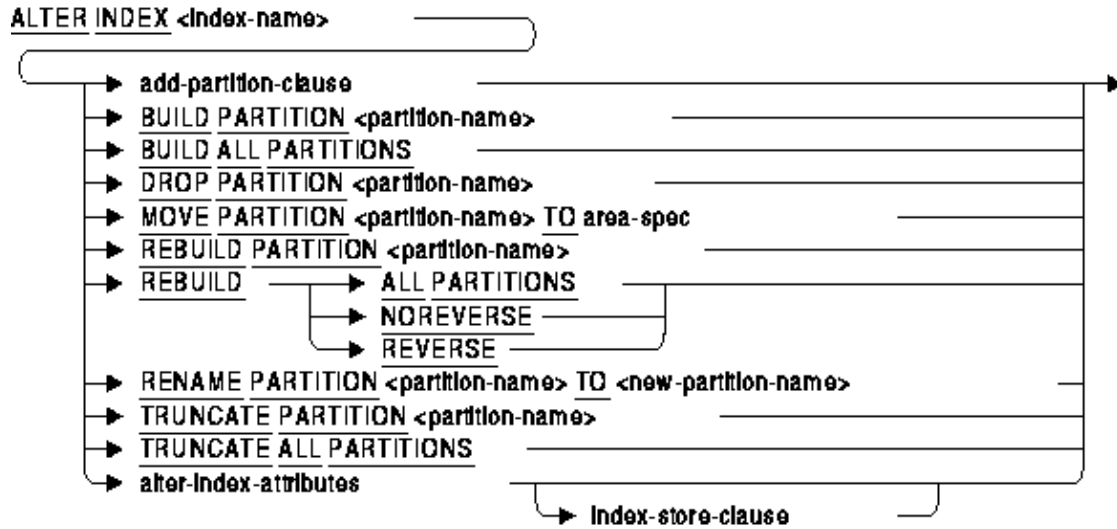 ALTER INDEX <index-name>
add-partition-clause
BUILD PARTITION <partition-name>
BUILD ALL PARTITIONS
DROP PARTITION <partition-name>
MOVE PARTITION <partition-name> TO area-spec
REBUILD PARTITION <partition-name>
REBUILD ALL PARTITIONS
NOREVERSE
REVERSE
RENAME PARTITION <partition-name> TO <new-partition-name>
TRUNCATE PARTITION <partition-name>
TRUNCATE ALL PARTITIONS
alter-index-attributes
index-store-clause